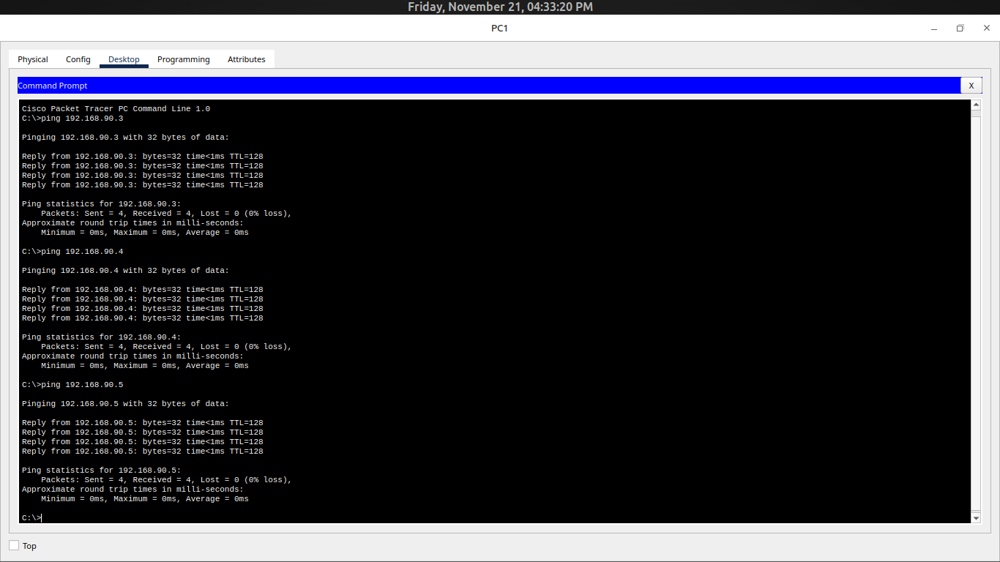 Friday, November 21, 04:33:20 PM
PC1
Physical Config Desktop Programming Attributes
Command Prompt X
Cisco Packet Tracer PC Command Line 1.0
C:\>ping 192.168.90.3
Pinging 192.168.90.3 with 32 bytes of data:
Reply from 192.168.90.3: bytes=32 time<1ms TTL=128
Reply from 192.168.90.3: bytes=32 time<1ms TTL=128
Reply from 192.168.90.3: bytes=32 time<1ms TTL=128
Reply from 192.168.90.3: bytes=32 time<1ms TTL=128
Ping statistics for 192.168.90.3:
Packets: Sent = 4, Received = 4, Lost = 0 (0% loss),
Approximate round trip times in milli-seconds:
Minimum = 0ms, Maximum = 0ms, Average = 0ms
C:\>ping 192.168.90.4
Pinging 192.168.90.4 with 32 bytes of data:
Reply from 192.168.90.4: bytes=32 time<1ms TTL=128
Reply from 192.168.90.4: bytes=32 time<1ms TTL=128
Reply from 192.168.90.4: bytes=32 time<1ms TTL=128
Reply from 192.168.90.4: bytes=32 time<1ms TTL=128
Ping statistics for 192.168.90.4:
Packets: Sent = 4, Received = 4, Lost = 0 (0% loss),
Approximate round trip times in milli-seconds:
Minimum = 0ms, Maximum = 0ms, Average = 0ms
C:\>ping 192.168.90.5
Pinging 192.168.90.5 with 32 bytes of data:
Reply from 192.168.90.5: bytes=32 time<1ms TTL=128
Reply from 192.168.90.5: bytes=32 time<1ms TTL=128
Reply from 192.168.90.5: bytes=32 time<1ms TTL=128
Reply from 192.168.90.5: bytes=32 time<1ms TTL=128
Ping statistics for 192.168.90.5:
Packets: Sent = 4, Received = 4, Lost = 0 (0% loss),
Approximate round trip times in milli-seconds:
Minimum = 0ms, Maximum = 0ms, Average = 0ms
C:\>
Top